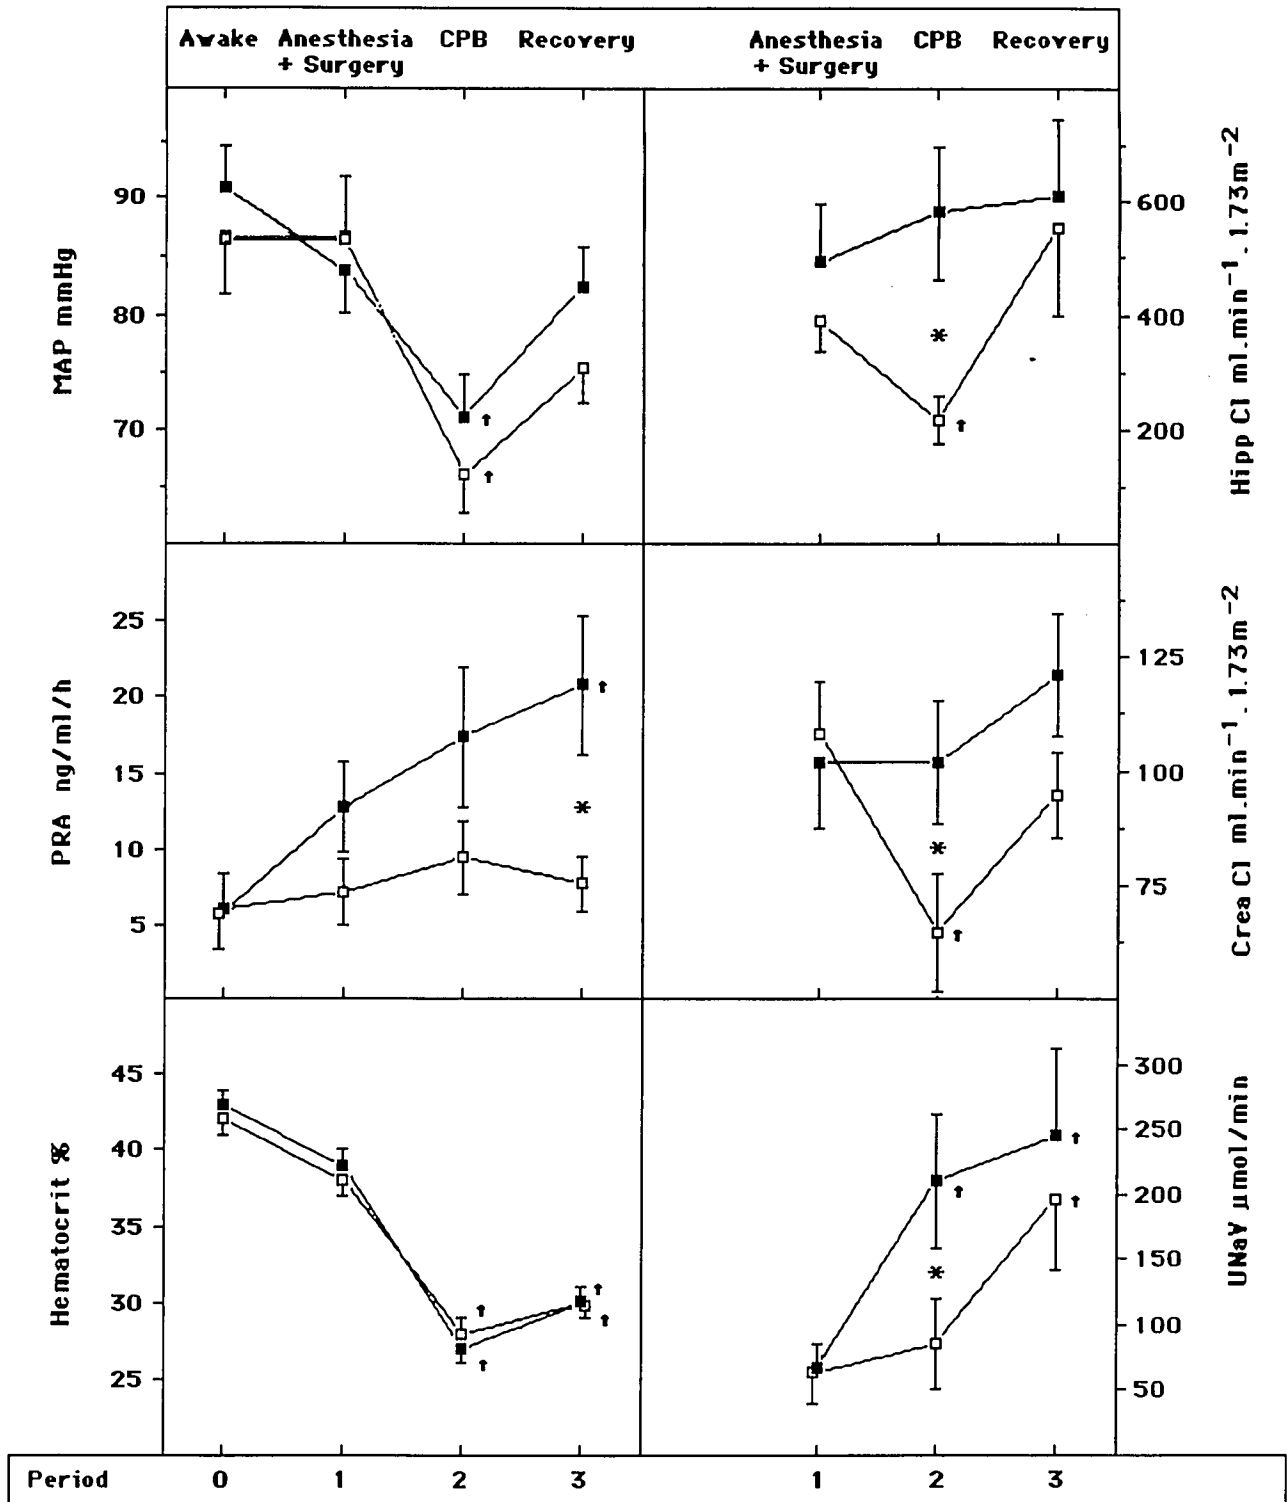 Awake Anesthesia CPB Recovery Anesthesia CPB Recovery
+ Surgery + Surgery
MAP mmHg
90
80
70
Hipp Cl ml.min⁻¹.1.73m⁻²
600
400
200
PRA ng/ml/h
25
20
15
10
5
Crea Cl ml.min⁻¹.1.73m⁻²
125
100
75
Hematocrit %
45
40
35
30
25
UNaV µmol/min
300
250
200
150
100
50
Period 0 1 2 3 1 2 3